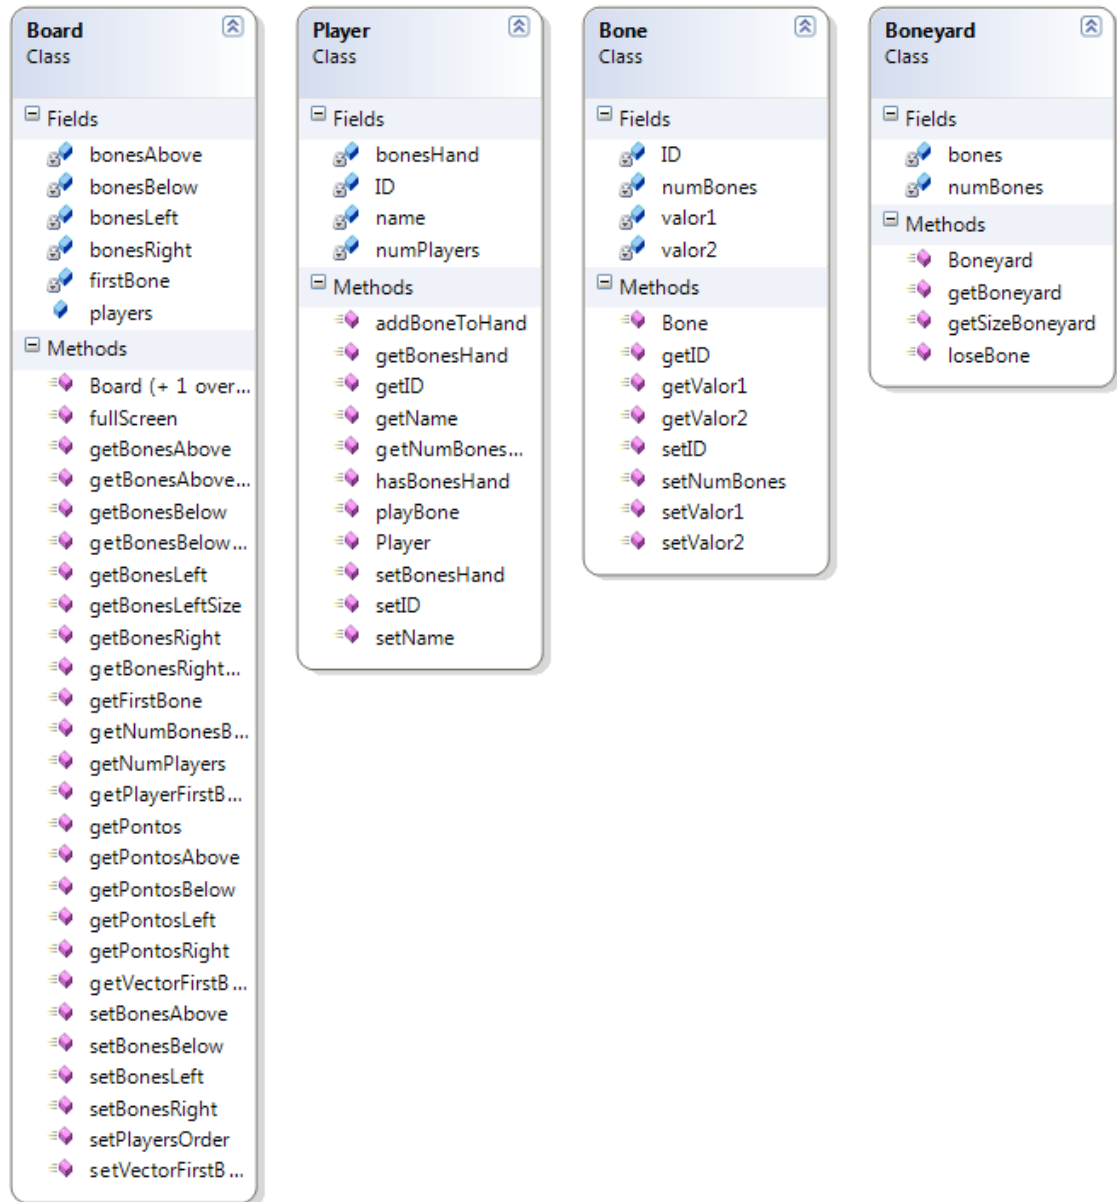 Board
Class
Fields
bonesAbove
bonesBelow
bonesLeft
bonesRight
firstBone
players
Methods
Board (+ 1 over...
fullScreen
getBonesAbove
getBonesAbove...
getBonesBelow
getBonesBelow...
getBonesLeft
getBonesLeftSize
getBonesRight
getBonesRight...
getFirstBone
getNumBonesB...
getNumPlayers
getPlayerFirstB...
getPontos
getPontosAbove
getPontosBelow
getPontosLeft
getPontosRight
getVectorFirstB...
setBonesAbove
setBonesBelow
setBonesLeft
setBonesRight
setPlayersOrder
setVectorFirstB...
Player
Class
Fields
bonesHand
ID
name
numPlayers
Methods
addBoneToHand
getBonesHand
getID
getName
getNumBones...
hasBonesHand
playBone
Player
setBonesHand
setID
setName
Bone
Class
Fields
ID
numBones
valor1
valor2
Methods
Bone
getID
getValor1
getValor2
setID
setNumBones
setValor1
setValor2
Boneyard
Class
Fields
bones
numBones
Methods
Boneyard
getBoneyard
getSizeBoneyard
loseBone